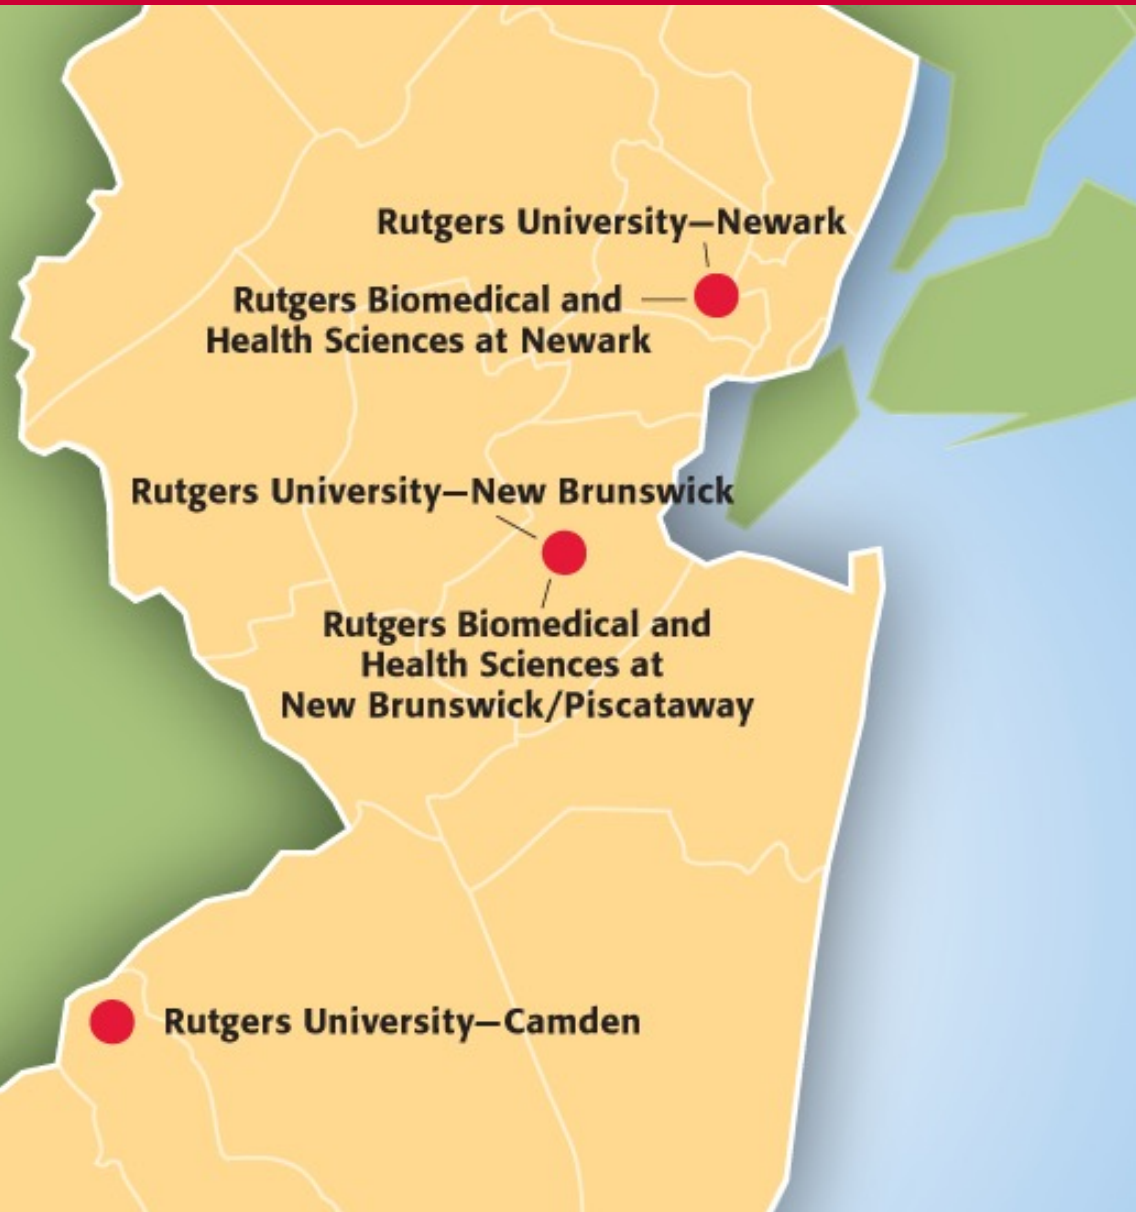 Rutgers University—Newark
Rutgers Biomedical and
Health Sciences at Newark
Rutgers University—New Brunswick
Rutgers Biomedical and
Health Sciences at
New Brunswick/Piscataway
Rutgers University—Camden